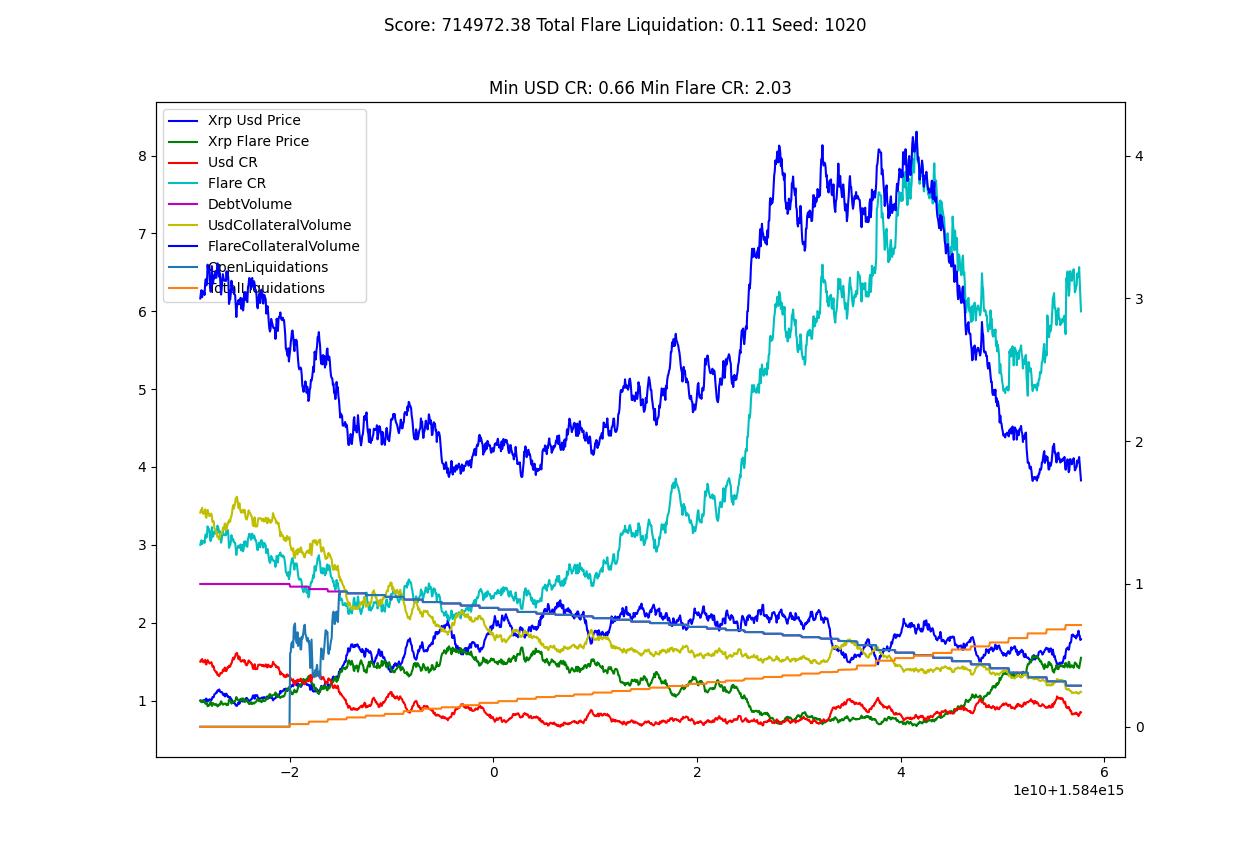 Score: 714972.38 Total Flare Liquidation: 0.11 Seed: 1020
Min USD CR: 0.66 Min Flare CR: 2.03
Xrp Usd Price
Xrp Flare Price
Usd CR
Flare CR
DebtVolume
UsdCollateralVolume
FlareCollateralVolume
OpenLiquidations
TotalLiquidations
8
7
6
5
4
3
2
1
4
3
2
1
0
−2
0
2
4
6
1e10+1.584e15